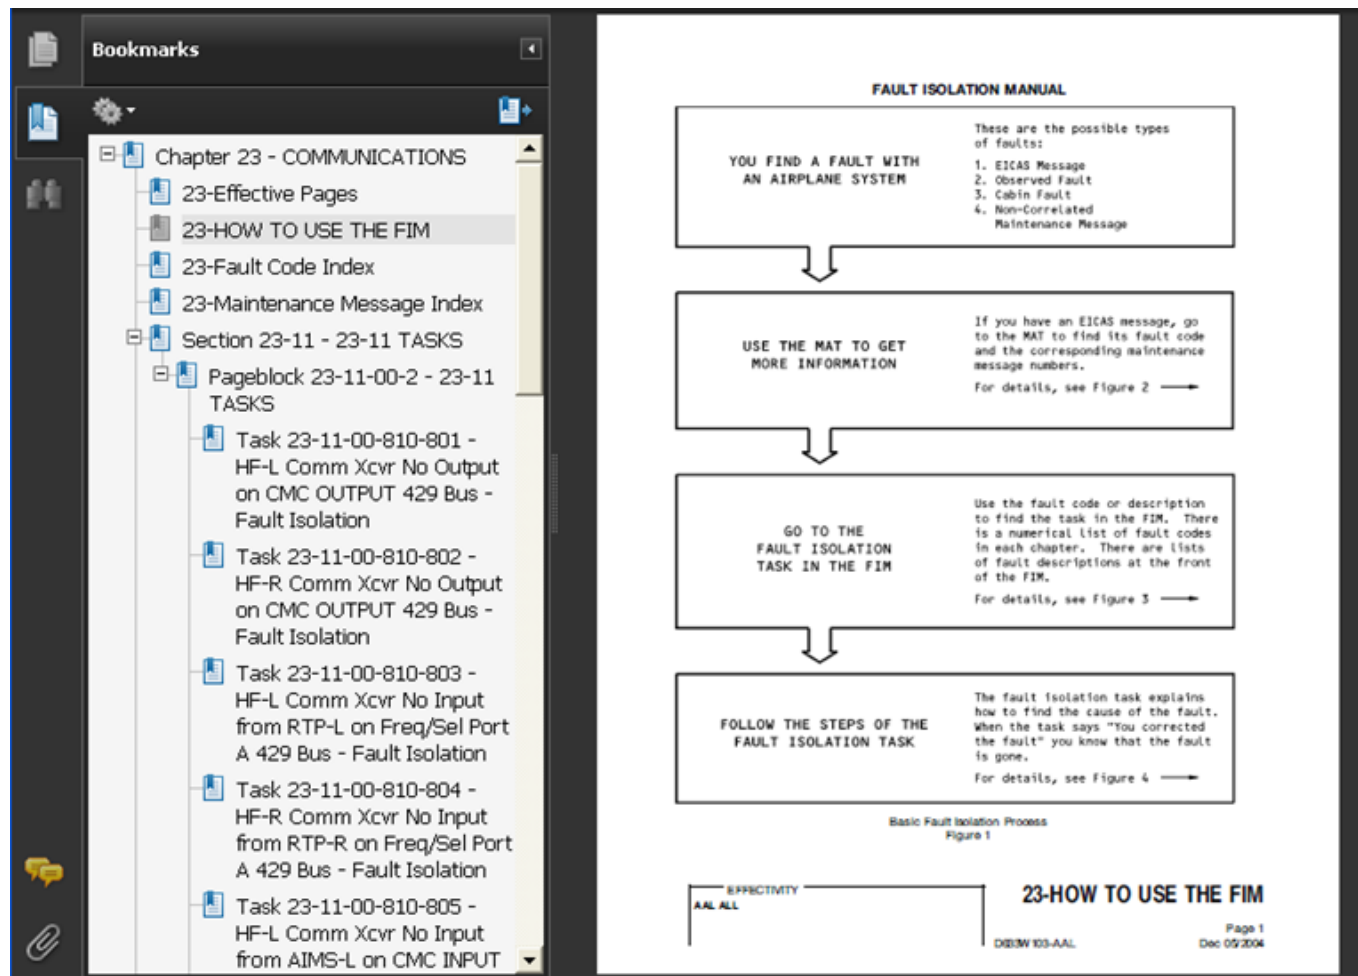 Bookmarks
Chapter 23 - COMMUNICATIONS
23-Effective Pages
23-HOW TO USE THE FIM
23-Fault Code Index
23-Maintenance Message Index
Section 23-11 - 23-11 TASKS
Pageblock 23-11-00-2 - 23-11
TASKS
Task 23-11-00-810-801 -
HF-L Comm Xcvr No Output
on CMC OUTPUT 429 Bus -
Fault Isolation
Task 23-11-00-810-802 -
HF-R Comm Xcvr No Output
on CMC OUTPUT 429 Bus -
Fault Isolation
Task 23-11-00-810-803 -
HF-L Comm Xcvr No Input
from RTP-L on Freq/Sel Port
A 429 Bus - Fault Isolation
Task 23-11-00-810-804 -
HF-R Comm Xcvr No Input
from RTP-R on Freq/Sel Port
A 429 Bus - Fault Isolation
Task 23-11-00-810-805 -
HF-L Comm Xcvr No Input
from AIMS-L on CMC INPUT
FAULT ISOLATION MANUAL
YOU FIND A FAULT WITH
AN AIRPLANE SYSTEM
These are the possible types
of faults:
1. EICAS Message
2. Observed Fault
3. Cabin Fault
4. Non-Correlated
Maintenance Message
USE THE MAT TO GET
MORE INFORMATION
If you have an EICAS message, go
to the MAT to find its fault code
and the corresponding maintenance
message numbers.
For details, see Figure 2
GO TO THE
FAULT ISOLATION
TASK IN THE FIM
Use the fault code or description
to find the task in the FIM. There
is a numerical list of fault codes
in each chapter. There are lists
of fault descriptions at the front
of the FIM.
For details, see Figure 3
FOLLOW THE STEPS OF THE
FAULT ISOLATION TASK
The fault isolation task explains
how to find the cause of the fault.
When the task says "You corrected
the fault" you know that the fault
is gone.
For details, see Figure 4
Basic Fault Isolation Process
Figure 1
EFFECTIVITY
AAL ALL
23-HOW TO USE THE FIM
Page 1
D633W103-AAL
Dec 05/2004